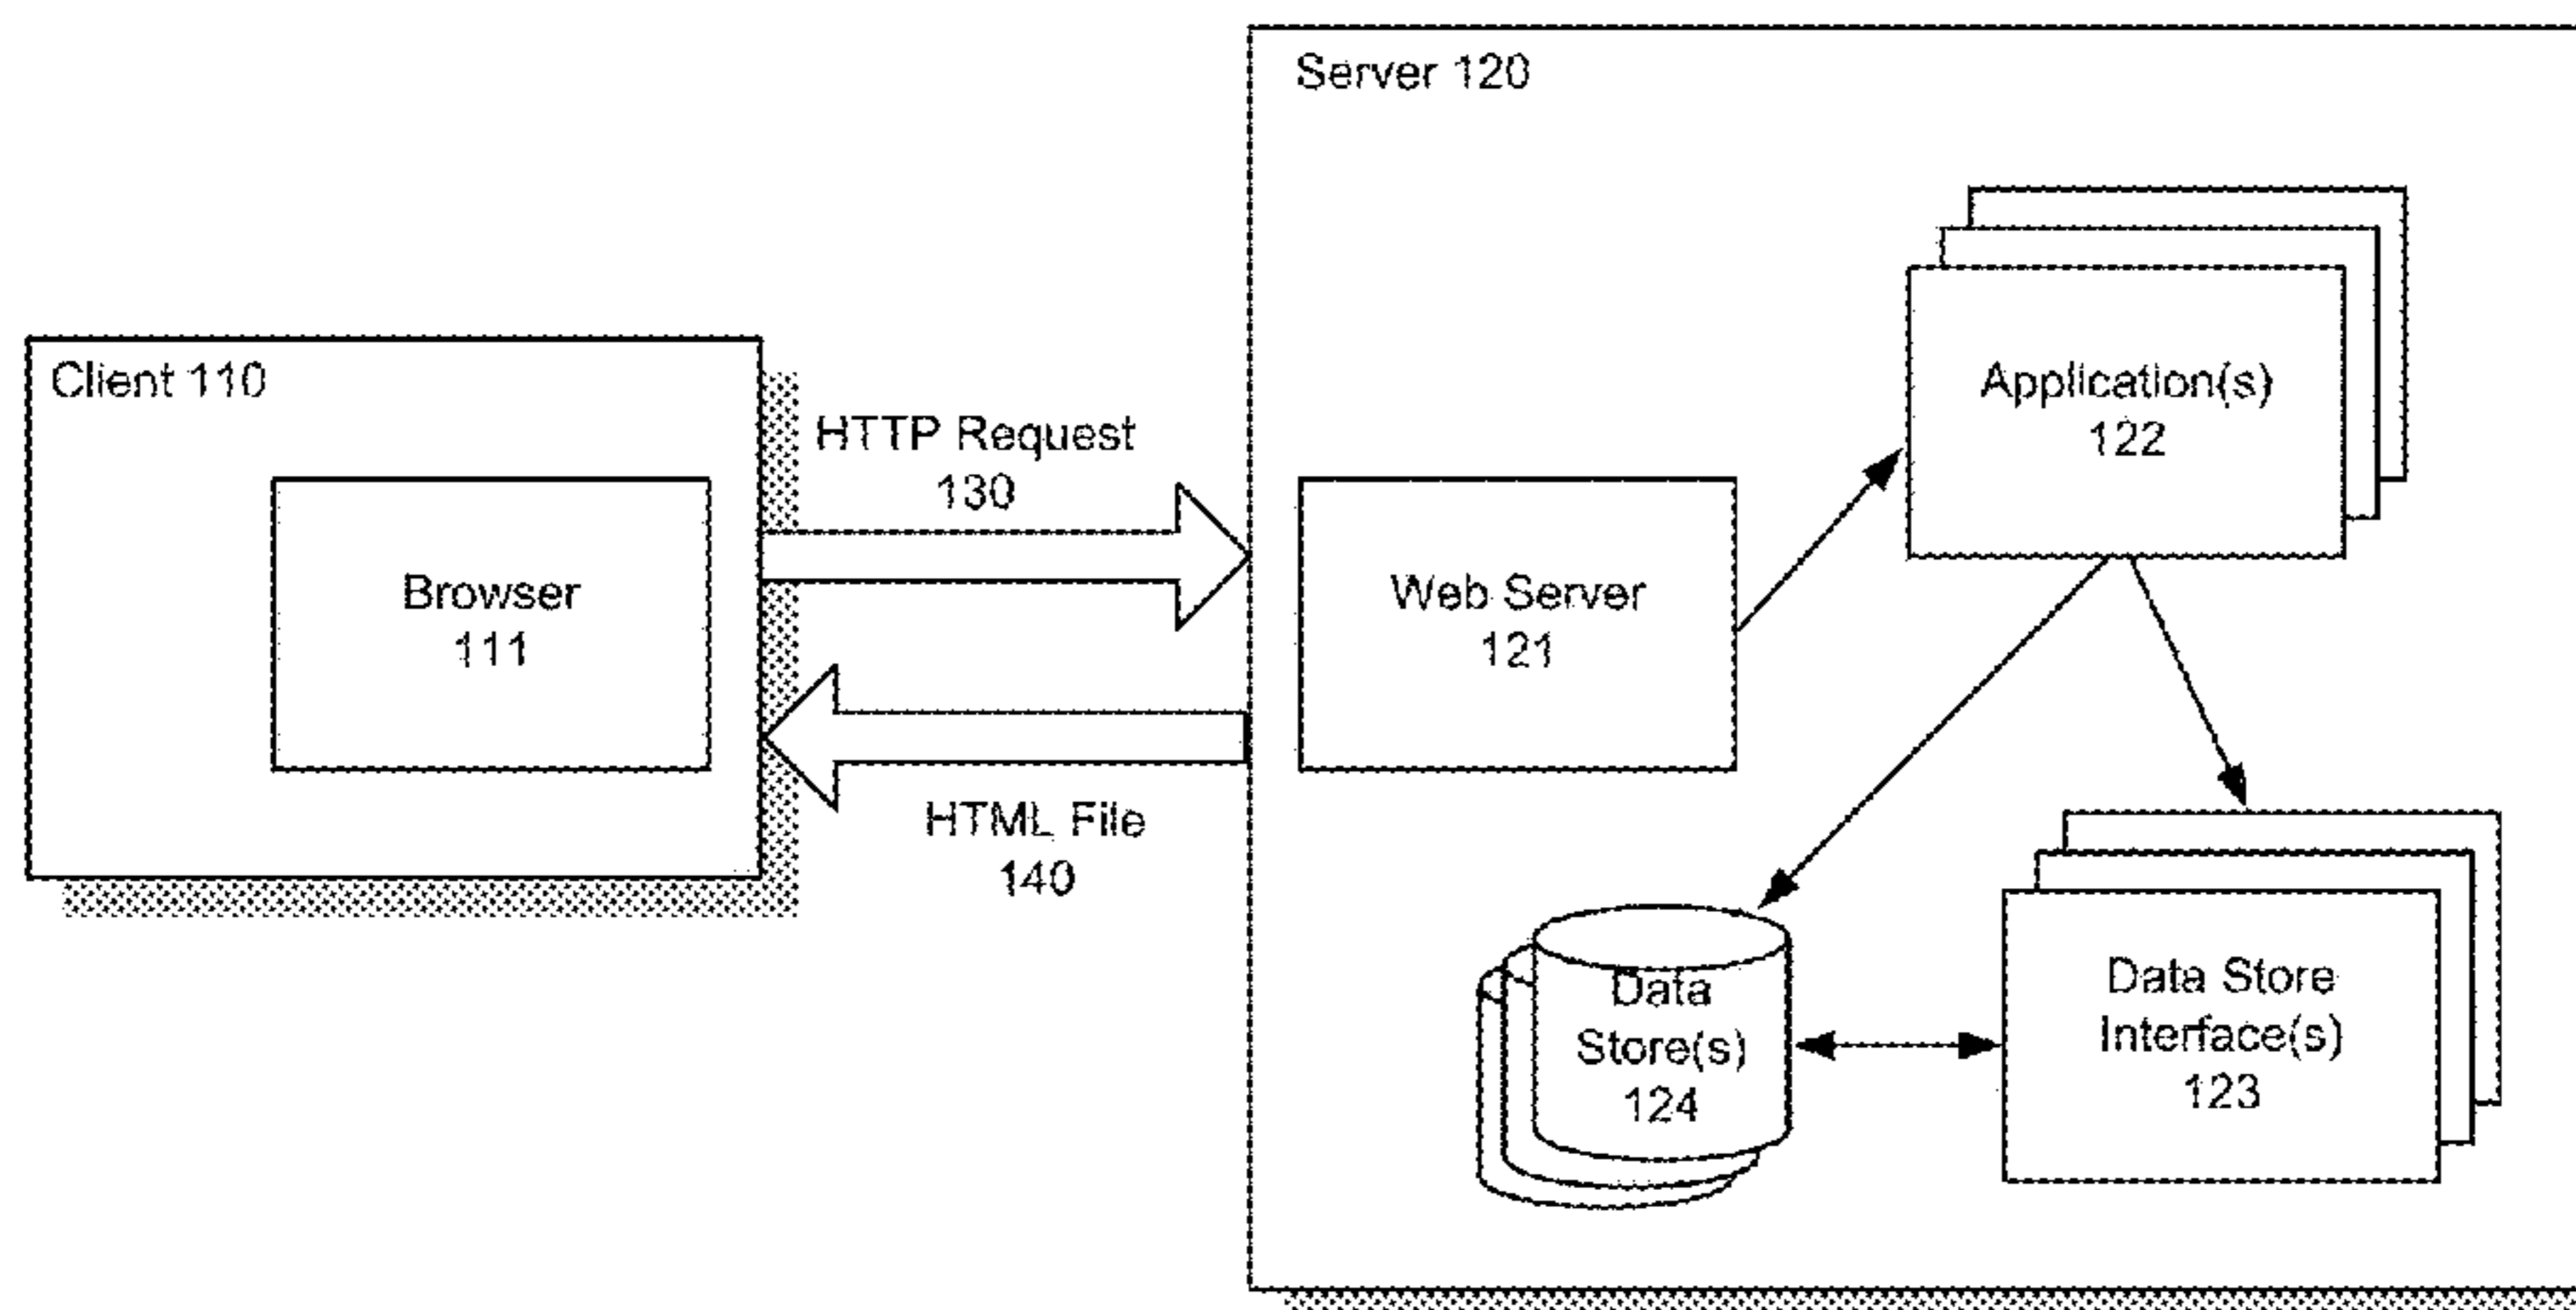 Server 120
Client 110
HTTP Request
130
Application(s)
122
Browser
111
Web Server
121
HTML File
140
Data
Store(s)
124
Data Store
Interface(s)
123